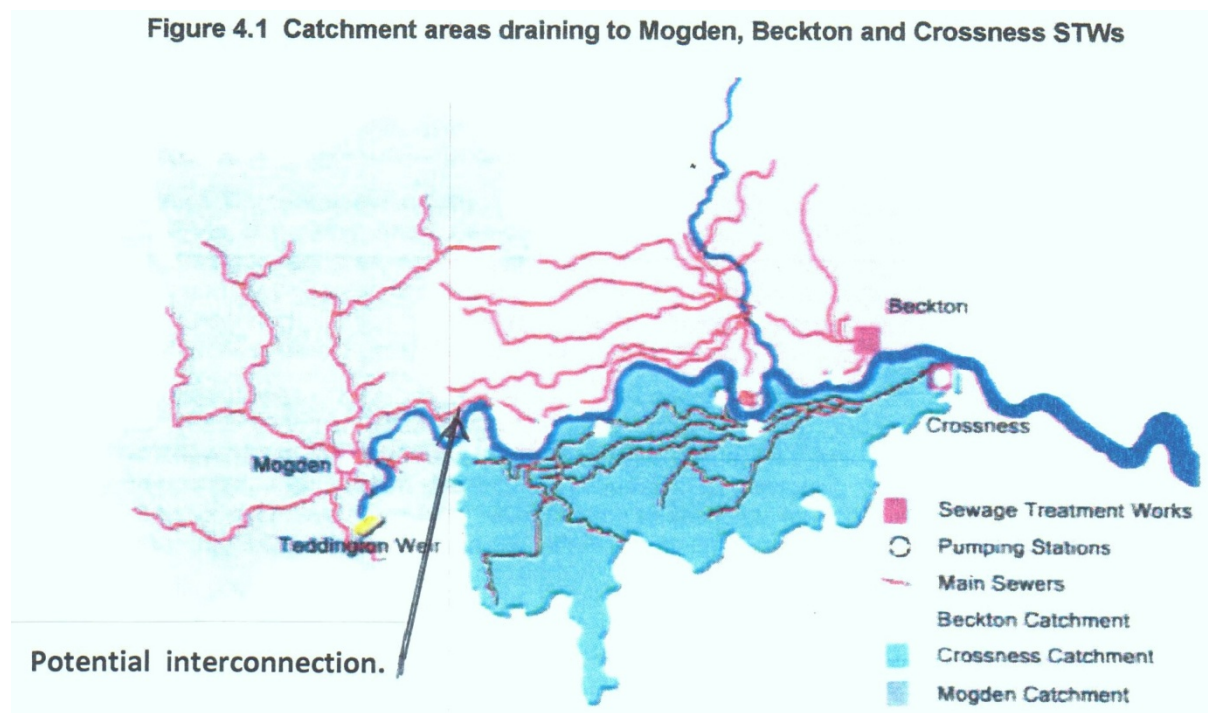 Figure 4.1 Catchment areas draining to Mogden, Beckton and Crossness STWs
Beckton
Crossness
Mogden
Teddington Weir
Potential interconnection.
Sewage Treatment Works
Pumping Stations
Main Sewers
Beckton Catchment
Crossness Catchment
Mogden Catchment